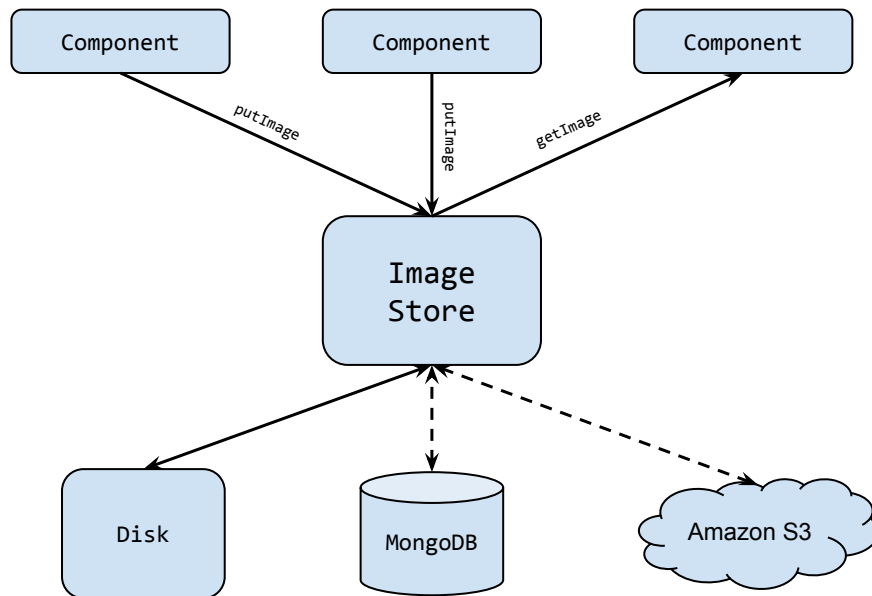 Component
Component
Component
putImage
putImage
getImage
Image
Store
Disk
MongoDB
Amazon S3